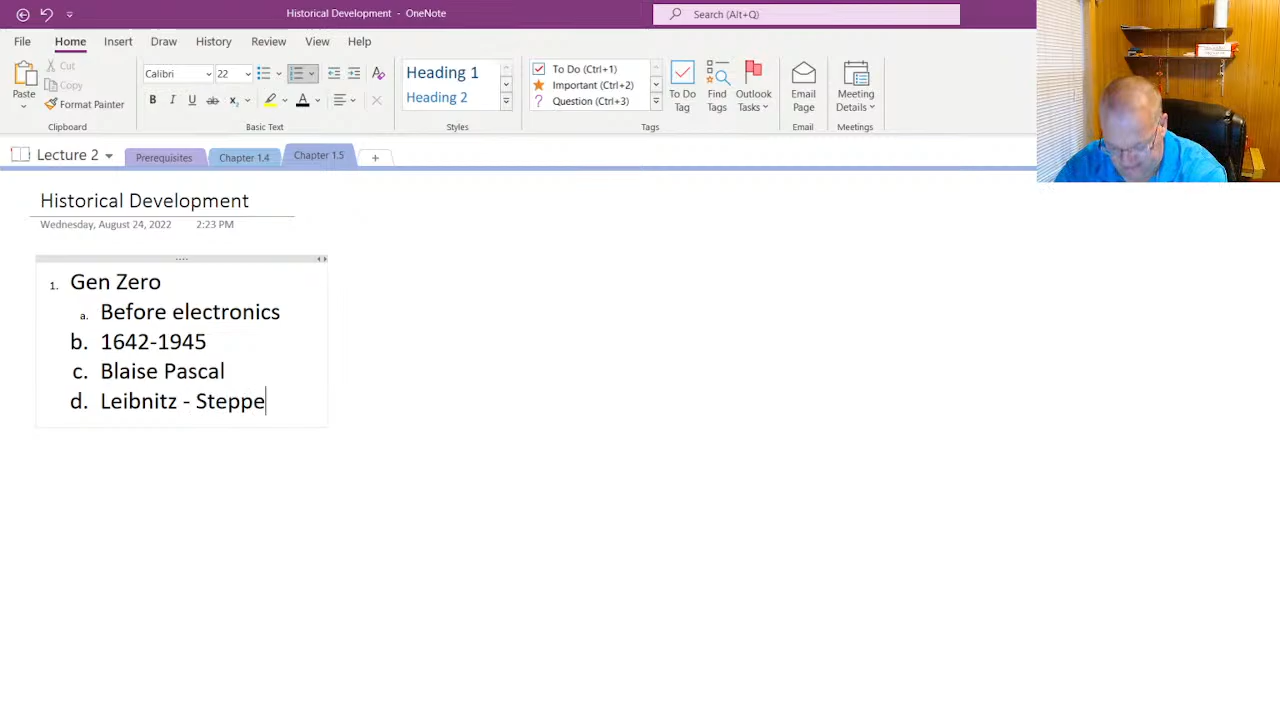 Historical Development - OneNote
Search (Alt+Q)
File Home Insert Draw History Review View Help
Paste
Cut
Copy
Format Painter
Clipboard
Calibri 22
B I U ab x₂ A
Basic Text
Heading 1
Heading 2
Styles
To Do (Ctrl+1)
Important (Ctrl+2)
? Question (Ctrl+3)
To Do Tag
Find Tags
Outlook Tasks
Tags
Email Page
Email
Meeting Details
Meetings
Lecture 2 Prerequisites Chapter 1.4 Chapter 1.5 +
Historical Development
Wednesday, August 24, 2022 2:23 PM
1. Gen Zero
a. Before electronics
b. 1642-1945
c. Blaise Pascal
d. Leibnitz - Steppe